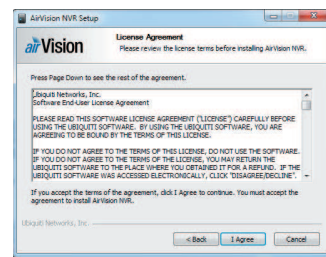 AirVision NVR Setup
License Agreement
Please review the license terms before installing AirVision NVR.
airVision
Press Page Down to see the rest of the agreement.
Ubiquiti Networks, Inc.
Software End-User License Agreement
PLEASE READ THIS SOFTWARE LICENSE AGREEMENT ("LICENSE") CAREFULLY BEFORE
USING THE UBIQUITI SOFTWARE. BY USING THE UBIQUITI SOFTWARE, YOU ARE
AGREEING TO BE BOUND BY THE TERMS OF THIS LICENSE.
IF YOU DO NOT AGREE TO THE TERMS OF THIS LICENSE, DO NOT USE THE SOFTWARE.
IF YOU DO NOT AGREE TO THE TERMS OF THE LICENSE, YOU MAY RETURN THE
UBIQUITI SOFTWARE TO THE PLACE WHERE YOU OBTAINED IT FOR A REFUND. IF THE
UBIQUITI SOFTWARE WAS ACCESSED ELECTRONICALLY, CLICK "DISAGREE/DECLINE".
If you accept the terms of the agreement, click I Agree to continue. You must accept the
agreement to install AirVision NVR.
Ubiquiti Networks, Inc.
< Back
I Agree
Cancel